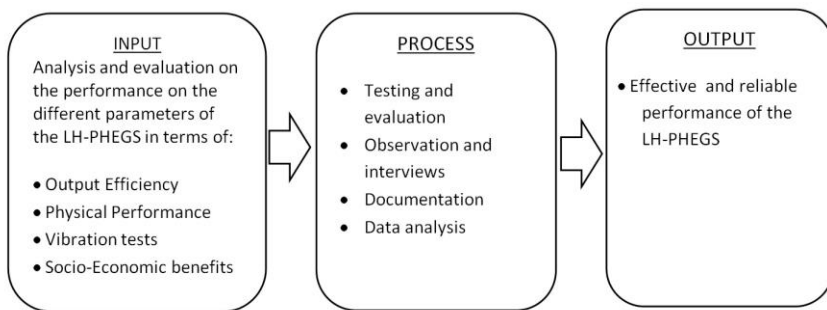 INPUT
Analysis and evaluation on
the performance on the
different parameters of
the LH-PHEGS in terms of:
• Output Efficiency
• Physical Performance
• Vibration tests
• Socio-Economic benefits
PROCESS
• Testing and
evaluation
• Observation and
interviews
• Documentation
• Data analysis
OUTPUT
• Effective and reliable
performance of the
LH-PHEGS